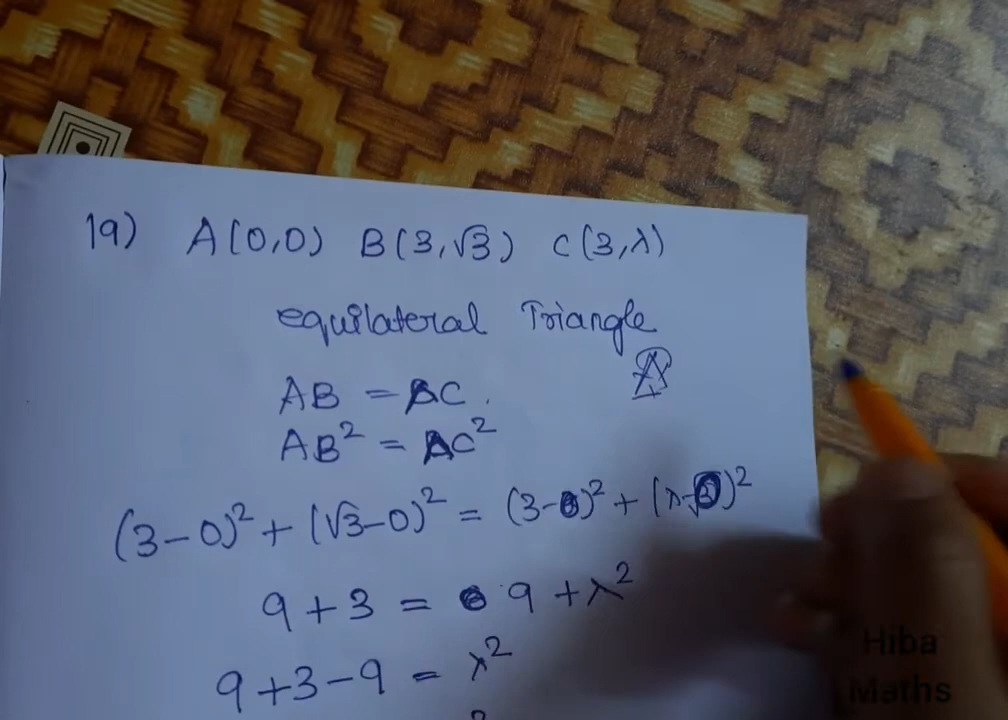 19) A(0,0) B(3,√3) C(3,λ)
equilateral Triangle
AB = AC.
AB² = AC²
(3-0)² + (√3-0)² = (3-0)² + (λ-0)²
9 + 3 = 9 + λ²
9+3-9 = λ²
Hiba
Maths